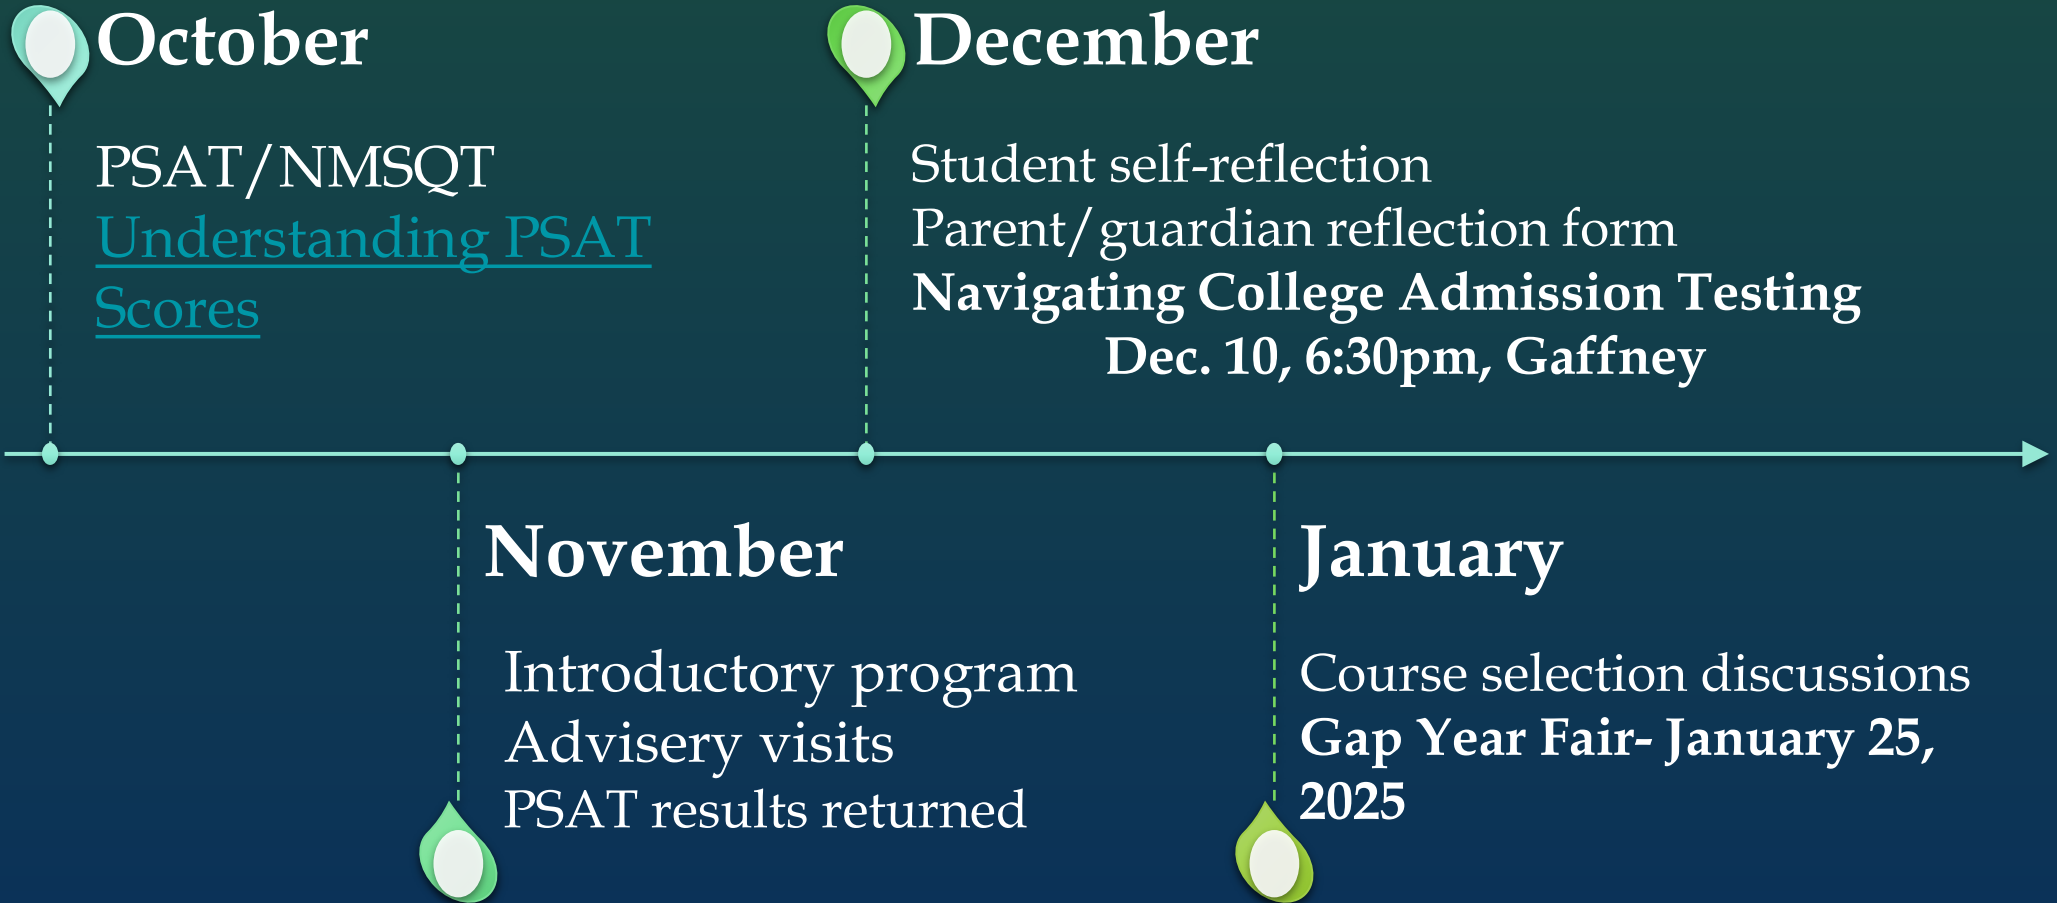 October
PSAT/NMSQT
Understanding PSAT
Scores
December
Student self-reflection
Parent/guardian reflection form
Navigating College Admission Testing
Dec. 10, 6:30pm, Gaffney
November
Introductory program
Advisery visits
PSAT results returned
January
Course selection discussions
Gap Year Fair- January 25,
2025